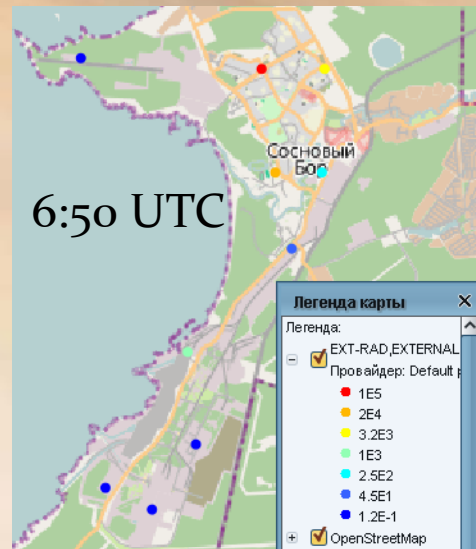 Сосновый
Бор
6:50 UTC
Легенда карты
Легенда:
EXT-RAD,EXTERNAL
Провайдер: Default
1E5
2E4
3.2E3
1E3
2.5E2
4.5E1
1.2E-1
OpenStreetMap